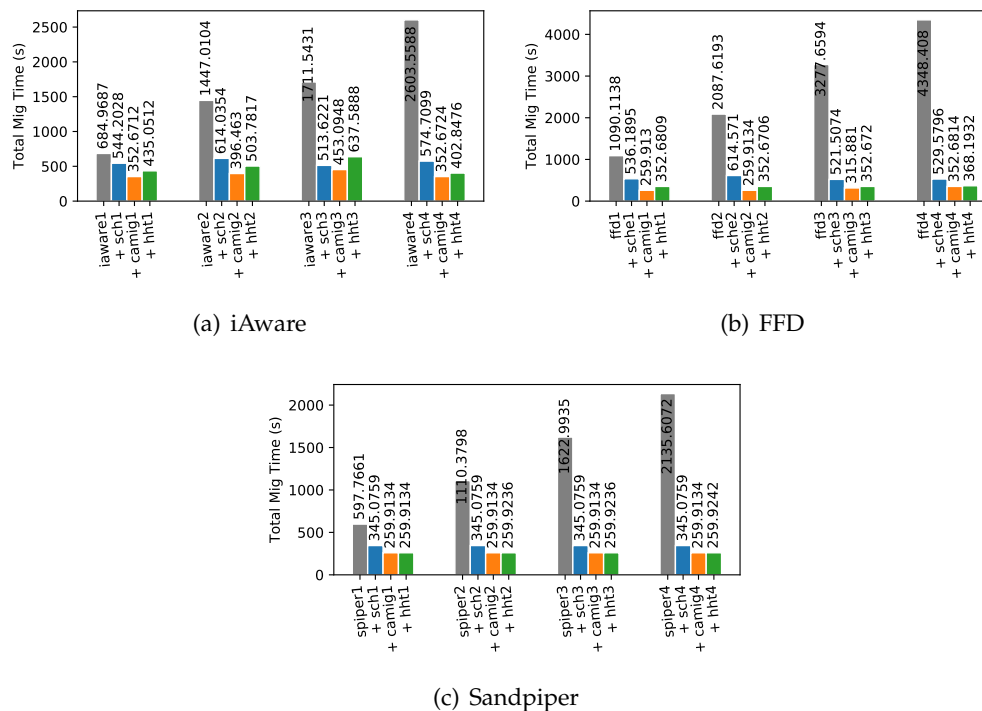 Total Mig Time (s)
2500
2000
1500
1000
500
0
684.9687
544.2028
352.6712
435.0512
1447.0104
614.0354
396.463
503.7817
1711.5431
513.6221
453.0948
637.5888
2603.5588
574.7099
352.6724
402.8476
iaware1
+ sch1
+ camig1
+ hht1
iaware2
+ sch2
+ camig2
+ hht2
iaware3
+ sch3
+ camig3
+ hht3
iaware4
+ sch4
+ camig4
+ hht4
(a) iAware
Total Mig Time (s)
4000
3000
2000
1000
0
1090.1138
536.1895
259.913
352.6809
2087.6193
614.571
259.9134
352.6706
3277.6594
521.5074
315.881
352.672
4348.408
529.5796
352.6814
368.1932
ffd1
+ sche1
+ camig1
+ hht1
ffd2
+ sche2
+ camig2
+ hht2
ffd3
+ sche3
+ camig3
+ hht3
ffd4
+ sche4
+ camig4
+ hht4
(b) FFD
Total Mig Time (s)
2000
1500
1000
500
0
597.7661
345.0759
259.9134
259.9134
1110.3798
345.0759
259.9134
259.9236
1622.9935
345.0759
259.9134
259.9236
2135.6072
345.0759
259.9134
259.9242
spiper1
+ sch1
+ camig1
+ hht1
spiper2
+ sch2
+ camig2
+ hht2
spiper3
+ sch3
+ camig3
+ hht3
spiper4
+ sch4
+ camig4
+ hht4
(c) Sandpiper